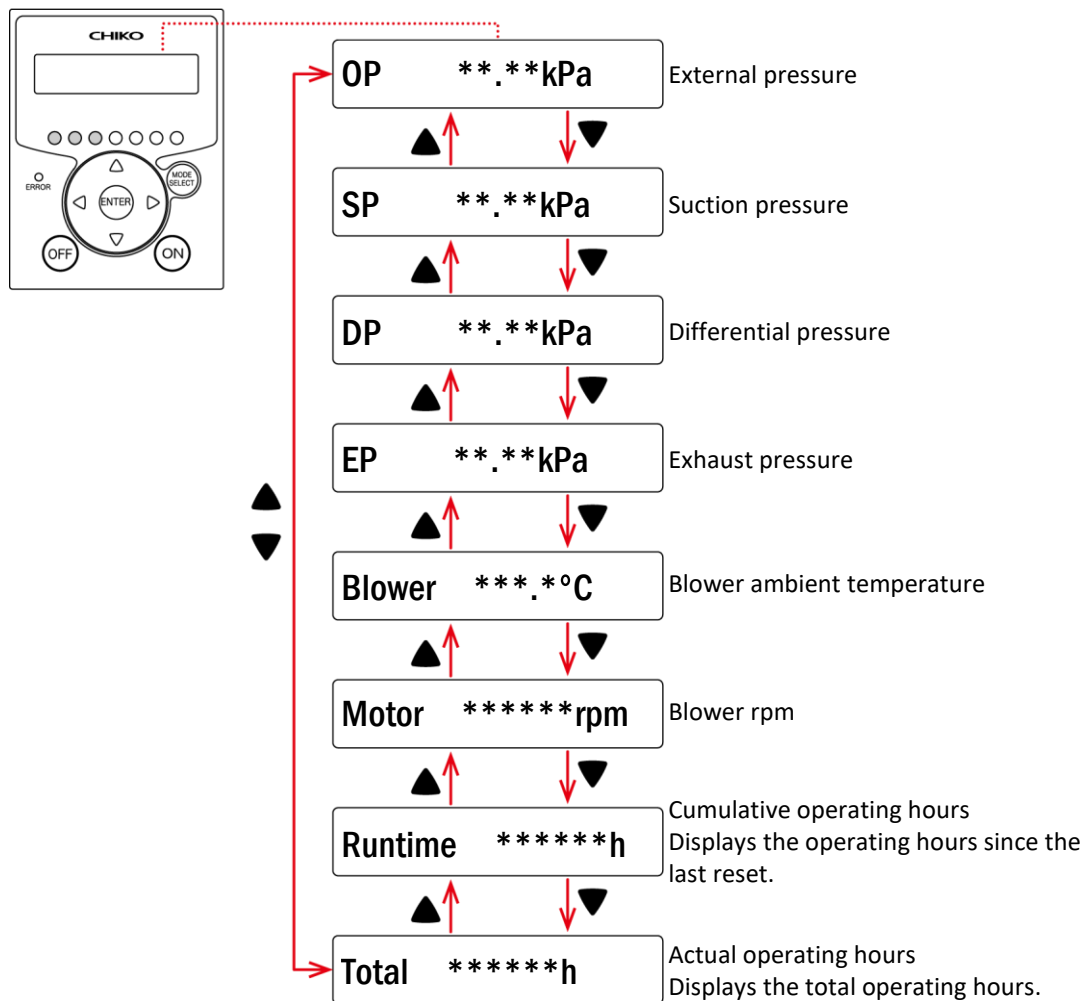 CHIKO
ERROR
MODE
SELECT
ENTER
OFF
ON
OP **.**kPa
External pressure
SP **.**kPa
Suction pressure
DP **.**kPa
Differential pressure
EP **.**kPa
Exhaust pressure
Blower ***.*°C
Blower ambient temperature
Motor ******rpm
Blower rpm
Runtime ******h
Cumulative operating hours
Displays the operating hours since the
last reset.
Total ******h
Actual operating hours
Displays the total operating hours.